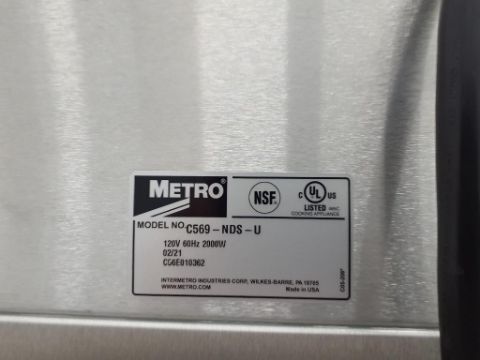 METRO®
NSF®
C UL® US
LISTED
COOKING APPLIANCE
MODEL NO. C569-NDS-U
120V 60Hz 2000W
02/21
C56E010362
INTERMETRO INDUSTRIES CORP, WILKES-BARRE, PA 18705
WWW.METRO.COM
Made in USA